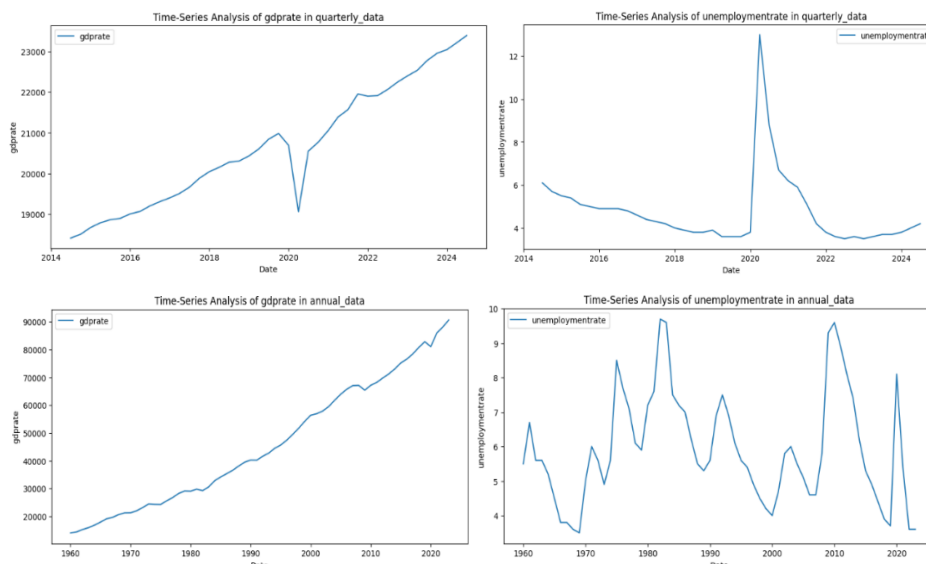 Time-Series Analysis of gdprate in quarterly_data
gdprate
23000
22000
21000
20000
19000
gdprate
2014 2016 2018 2020 2022 2024
Date
Time-Series Analysis of unemploymentrate in quarterly_data
unemploymentrate
12
10
8
6
4
unemploymentrate
2014 2016 2018 2020 2022 2024
Date
Time-Series Analysis of gdprate in annual_data
gdprate
90000
80000
70000
60000
50000
40000
30000
20000
gdprate
1960 1970 1980 1990 2000 2010 2020
Date
Time-Series Analysis of unemploymentrate in annual_data
unemploymentrate
10
9
8
7
6
5
4
unemploymentrate
1960 1970 1980 1990 2000 2010 2020
Date